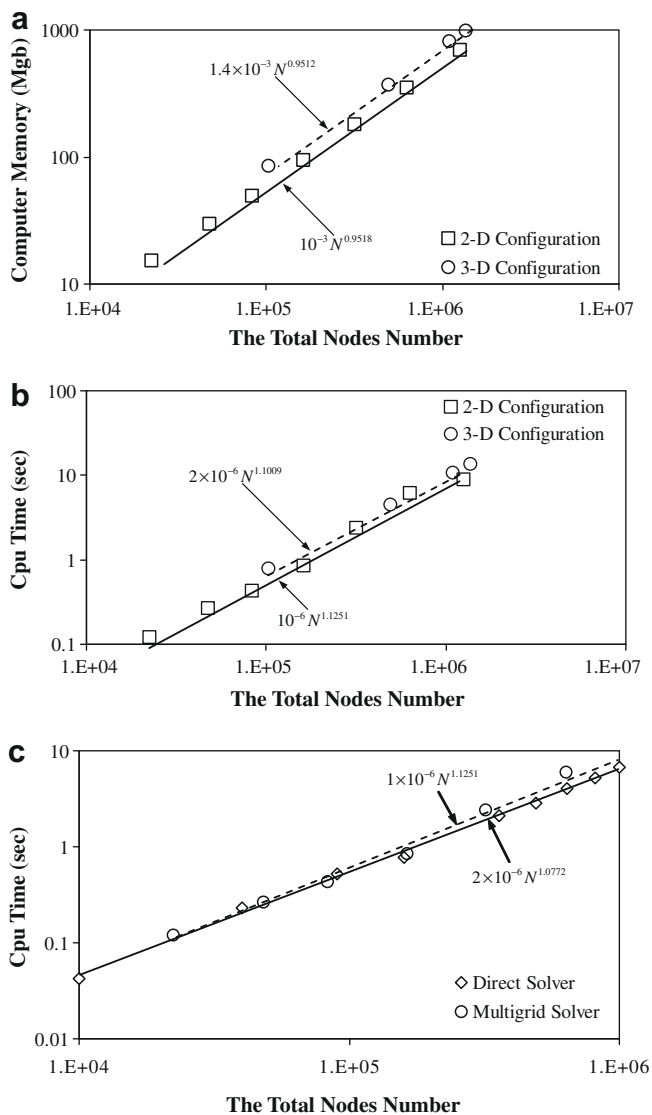 a
1000
100
10
Computer Memory (Mgb)
1.4×10⁻³ N^0.9512
10⁻³ N^0.9518
2-D Configuration
3-D Configuration
1.E+04 1.E+05 1.E+06 1.E+07
The Total Nodes Number
b
100
10
1
0.1
Cpu Time (sec)
2-D Configuration
3-D Configuration
2×10⁻⁶ N^1.1009
10⁻⁶ N^1.1251
1.E+04 1.E+05 1.E+06 1.E+07
The Total Nodes Number
c
10
1
0.1
0.01
Cpu Time (sec)
1×10⁻⁶ N^1.1251
2×10⁻⁶ N^1.0772
Direct Solver
Multigrid Solver
1.E+04 1.E+05 1.E+06
The Total Nodes Number